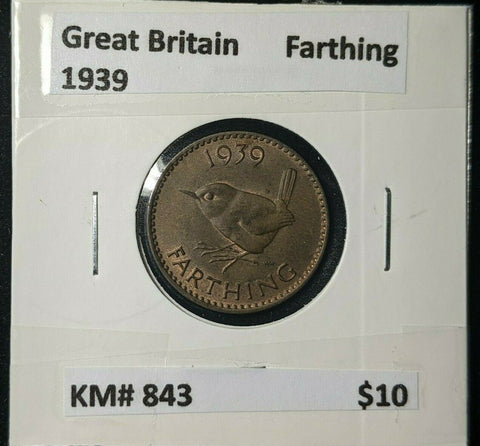 Great Britain Farthing
1939
1939
FARTHING
KM# 843 $10